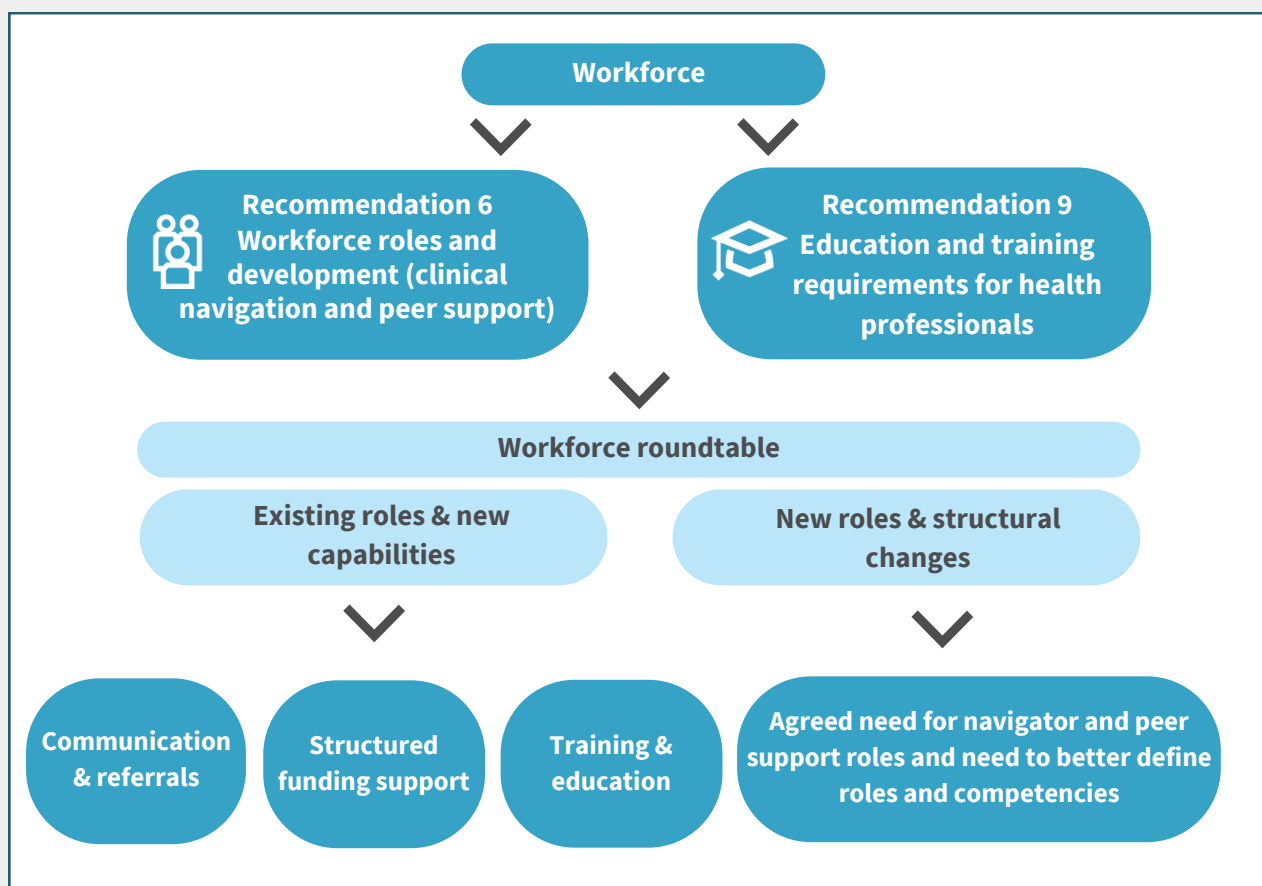 Workforce
Recommendation 6
Workforce roles and
development (clinical
navigation and peer support)
Recommendation 9
Education and training
requirements for health
professionals
Workforce roundtable
Existing roles & new
capabilities
New roles & structural
changes
Communication
& referrals
Structured
funding support
Training &
education
Agreed need for navigator and peer
support roles and need to better define
roles and competencies